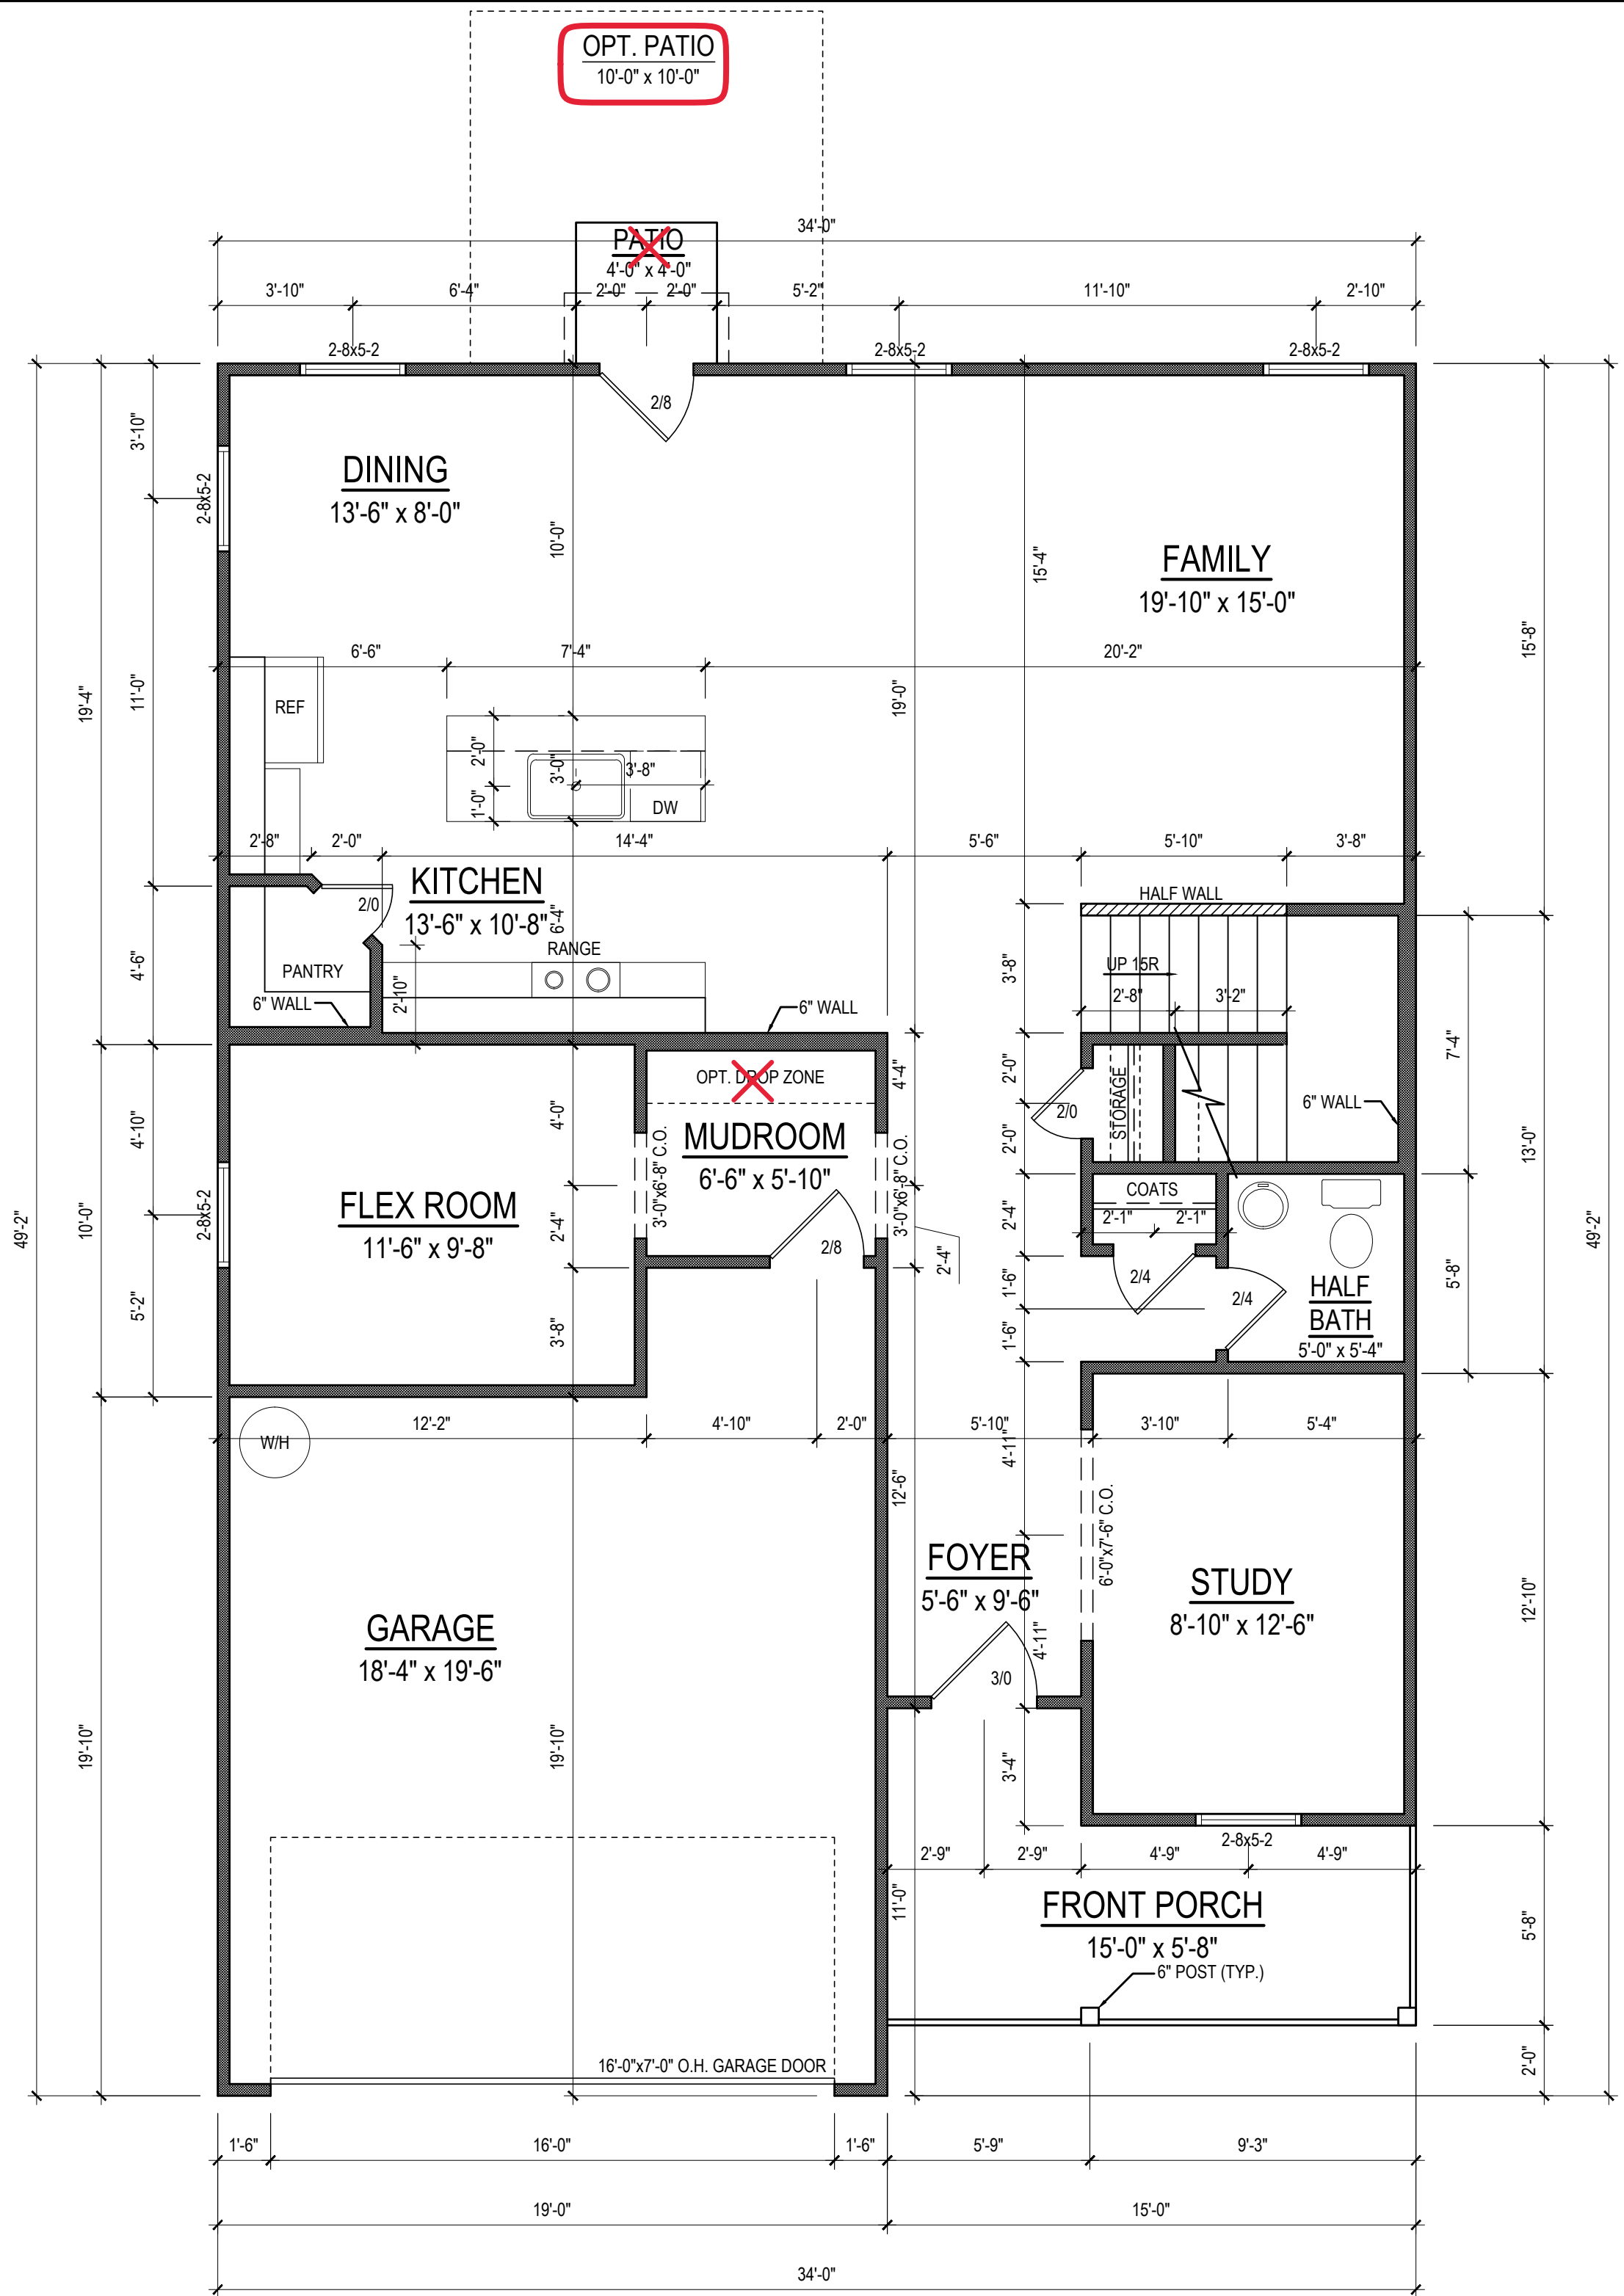 OPT. PATIO
10'-0" x 10'-0"
34'-0"
PATIO
4'-0" x 4'-0"
3'-10"
6'-4"
2'-0"
2'-0"
5'-2"
11'-10"
2'-10"
2-8x5-2
2-8x5-2
2-8x5-2
2/8
3'-10"
2-8x5-2
DINING
13'-6" x 8'-0"
10'-0"
15'-4"
FAMILY
19'-10" x 15'-0"
6'-6"
7'-4"
20'-2"
15'-8"
19'-4"
11'-0"
REF
19'-0"
2'-0"
3'-0"
3'-8"
1'-0"
DW
2'-8"
2'-0"
14'-4"
5'-6"
5'-10"
3'-8"
KITCHEN
13'-6" x 10'-8"
6'-4"
2/0
HALF WALL
RANGE
4'-6"
PANTRY
2'-10"
6" WALL
6" WALL
3'-8"
UP 15R
2'-8"
3'-2"
7'-4"
4'-4"
OPT. DROP ZONE
2'-0"
2/0
STORAGE
6" WALL
4'-10"
4'-0"
3'-0"x6'-8" C.O.
MUDROOM
6'-6" x 5'-10"
3'-0"x6'-8" C.O.
2'-0"
13'-0"
COATS
2'-1"
2'-1"
49'-2"
10'-0"
2-8x5-2
FLEX ROOM
11'-6" x 9'-8"
2'-4"
2/8
2'-4"
2'-4"
49'-2"
5'-8"
2/4
2/4
HALF
BATH
5'-0" x 5'-4"
5'-2"
3'-8"
1'-6"
1'-6"
W/H
12'-2"
4'-10"
2'-0"
5'-10"
4'-11"
3'-10"
5'-4"
12'-6"
6'-0"x7'-6" C.O.
FOYER
5'-6" x 9'-6"
STUDY
8'-10" x 12'-6"
12'-10"
GARAGE
18'-4" x 19'-6"
4'-11"
3/0
19'-10"
19'-10"
3'-4"
2-8x5-2
2'-9"
2'-9"
4'-9"
4'-9"
11'-0"
FRONT PORCH
15'-0" x 5'-8"
6" POST (TYP.)
5'-8"
16'-0"x7'-0" O.H. GARAGE DOOR
2'-0"
1'-6"
16'-0"
1'-6"
5'-9"
9'-3"
19'-0"
15'-0"
34'-0"